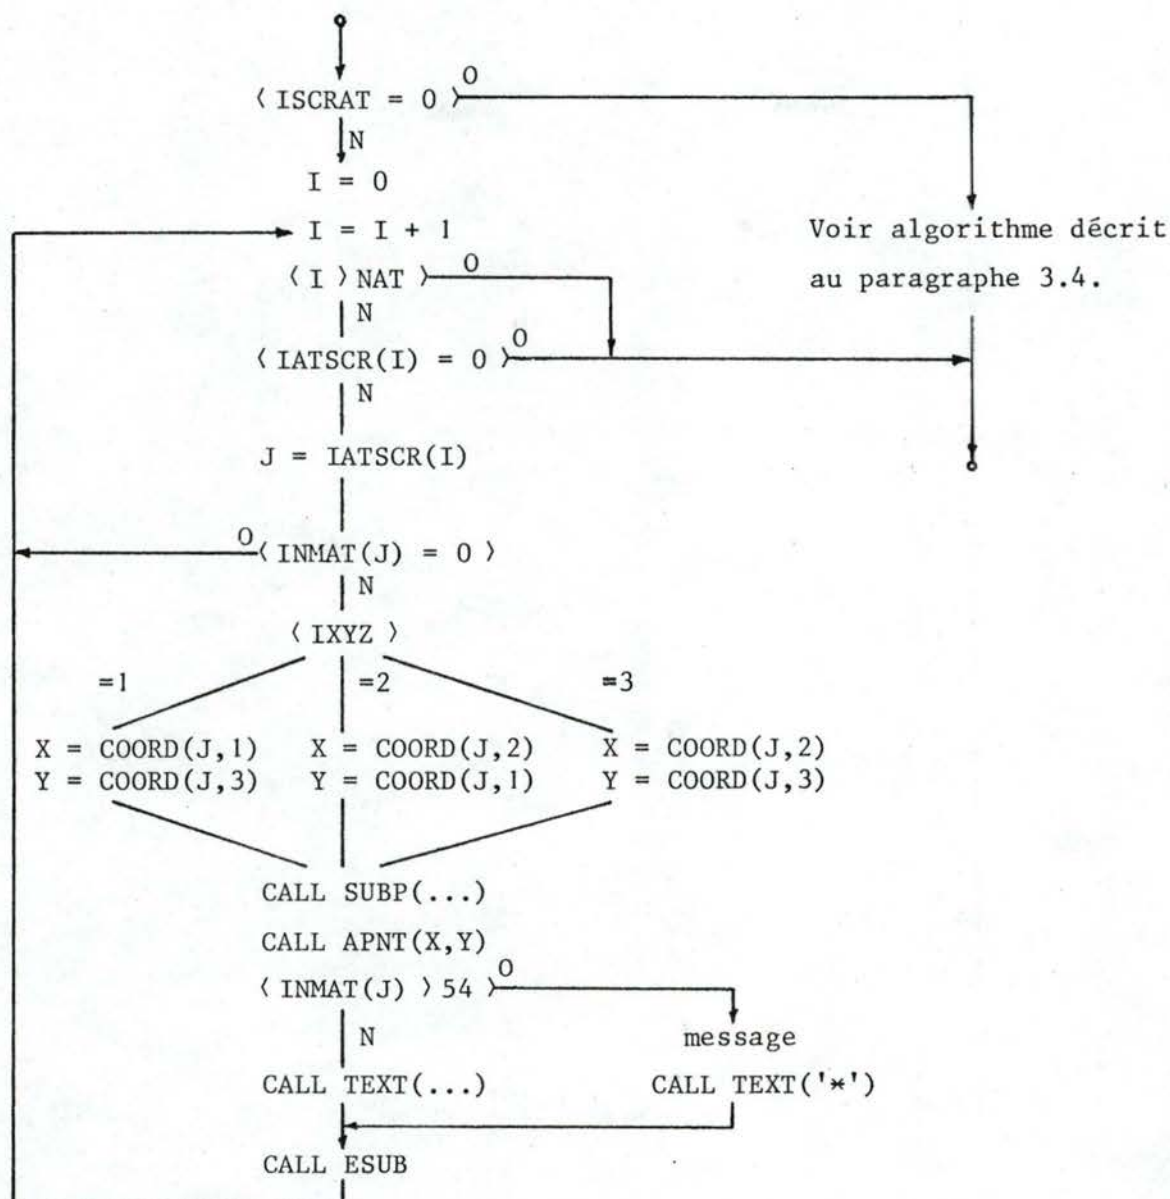 O
⟨ ISCRAT = 0 ⟩
N
I = 0
I = I + 1
Voir algorithme décrit
au paragraphe 3.4.
O
⟨ I ⟩ NAT ⟩
N
O
⟨ IATSCR(I) = 0 ⟩
N
J = IATSCR(I)
O
⟨ INMAT(J) = 0 ⟩
N
⟨ IXYZ ⟩
=1 =2 =3
X = COORD(J,1) X = COORD(J,2) X = COORD(J,2)
Y = COORD(J,3) Y = COORD(J,1) Y = COORD(J,3)
CALL SUBP(...)
CALL APNT(X,Y)
O
⟨ INMAT(J) ⟩ 54 ⟩
N
message
CALL TEXT(...) CALL TEXT('*')
CALL ESUB